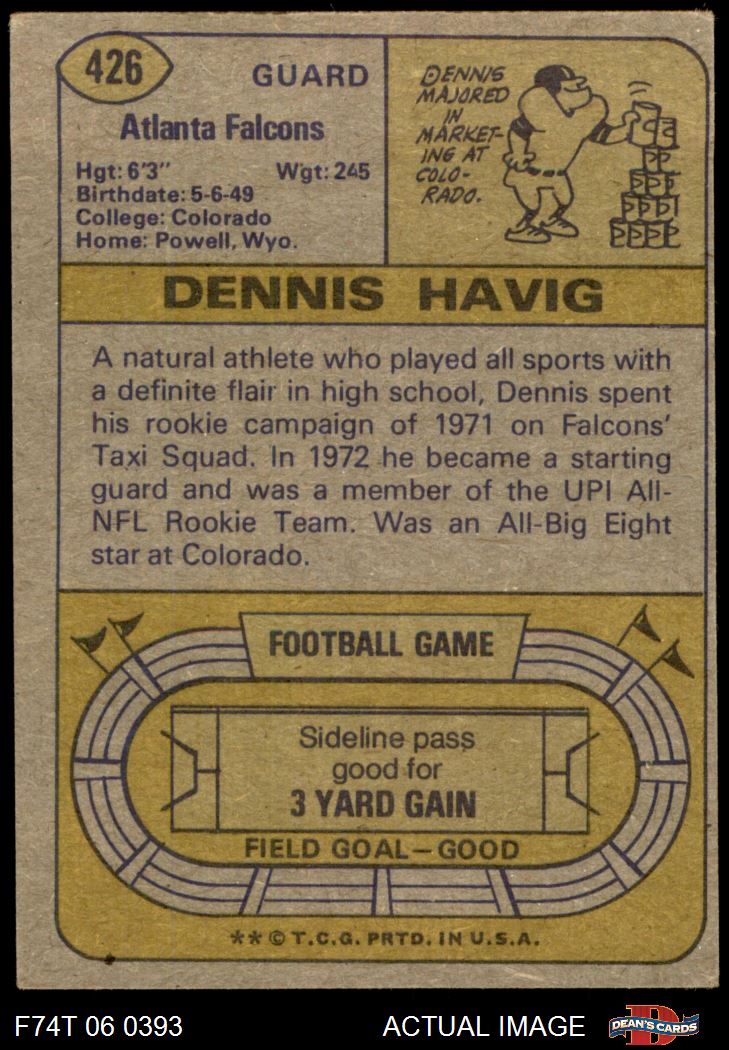 426
GUARD
Atlanta Falcons
Hgt: 6'3" Wgt: 245
Birthdate: 5-6-49
College: Colorado
Home: Powell, Wyo.
DENNIS
MAJORED
IN
MARKET-
ING AT
COLO-
RADO.
DENNIS HAVIG
A natural athlete who played all sports with
a definite flair in high school, Dennis spent
his rookie campaign of 1971 on Falcons'
Taxi Squad. In 1972 he became a starting
guard and was a member of the UPI All-
NFL Rookie Team. Was an All-Big Eight
star at Colorado.
FOOTBALL GAME
Sideline pass
good for
3 YARD GAIN
FIELD GOAL—GOOD
** © T.C.G. PRTD. IN U.S.A.
F74T 06 0393 ACTUAL IMAGE
DEAN'S CARDS